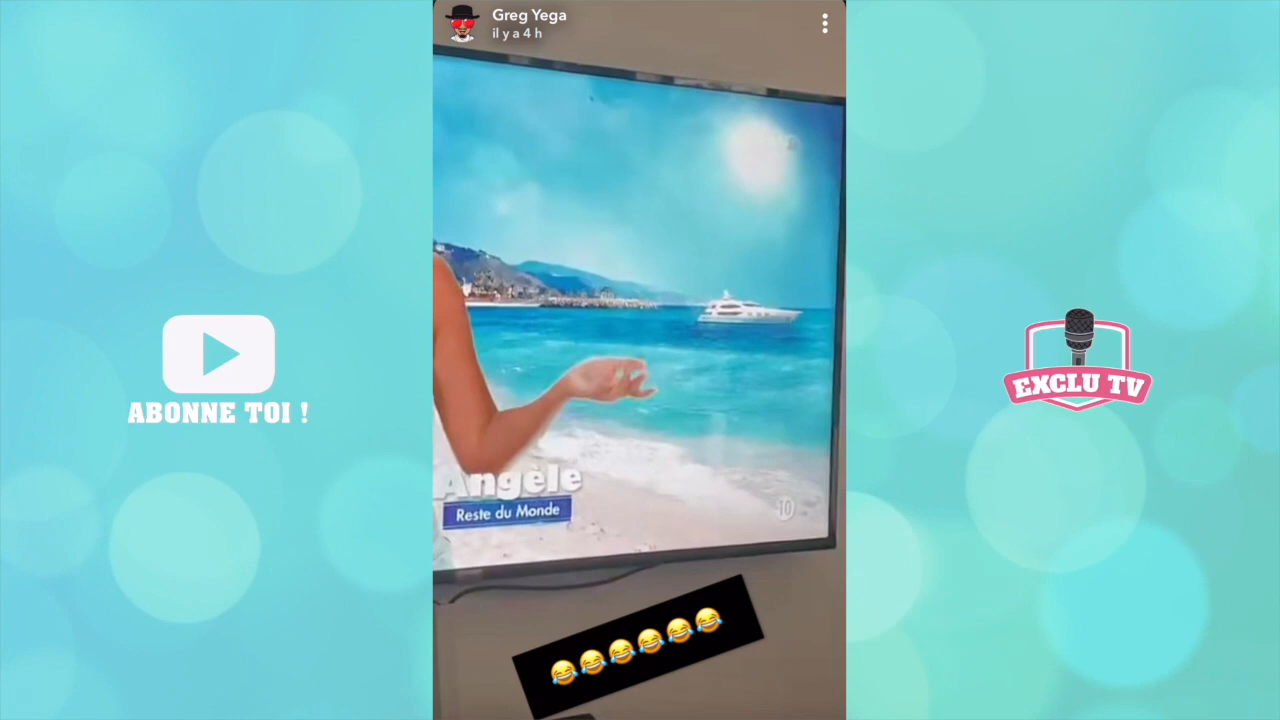 Greg Yega
il y a 4 h
ABONNE TOI !
EXCLU TV
Angèle
Reste du Monde
10
😂😂😂😂😂😂